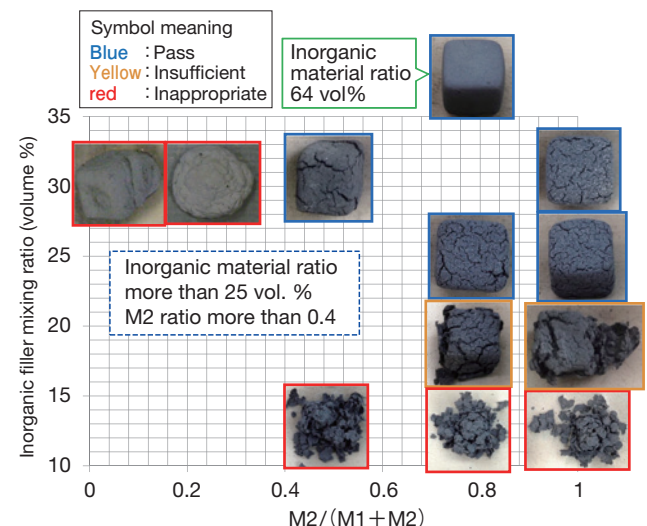 Symbol meaning
Blue : Pass
Yellow : Insufficient
red : Inappropriate
Inorganic
material ratio
64 vol%
Inorganic filler mixing ratio (volume %)
35
30
25
20
15
10
Inorganic material ratio
more than 25 vol. %
M2 ratio more than 0.4
0
0.2
0.4
0.6
0.8
1
M2/(M1+M2)